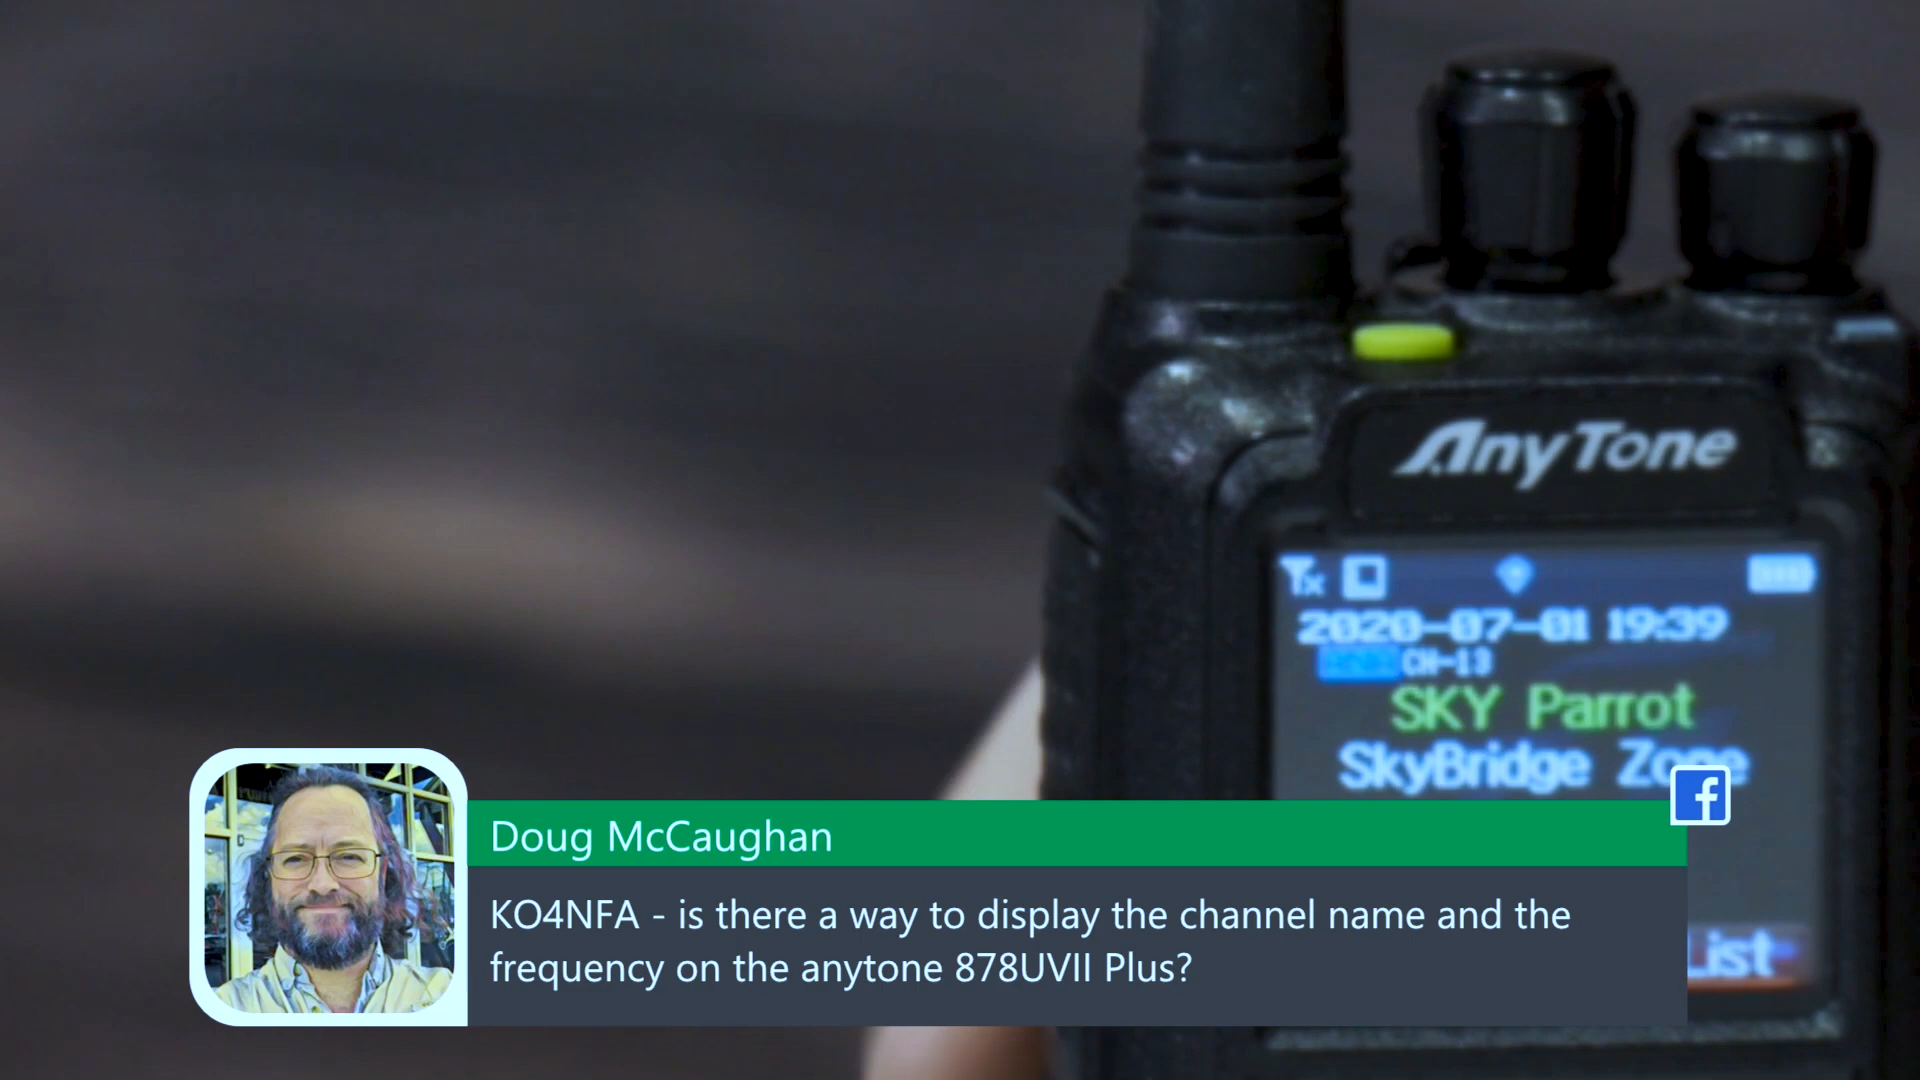 AnyTone
Tx
2020-07-01 19:39
CH-13
SKY Parrot
SkyBridge Zone
List
Doug McCaughan
KO4NFA - is there a way to display the channel name and the
frequency on the anytone 878UVII Plus?